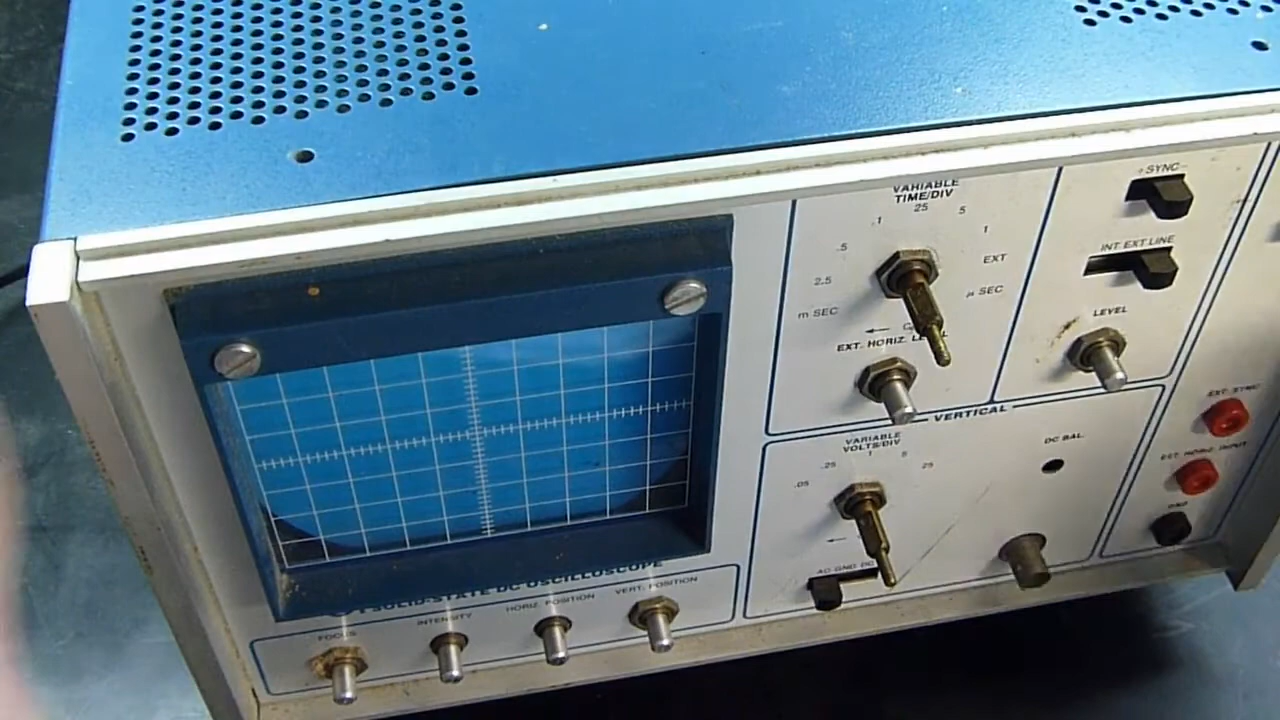 VARIABLE
TIME/DIV
.1 25 5
.5 1
2.5 EXT
m SEC µ SEC
EXT. HORIZ. LEVEL
+SYNC-
INT. EXT. LINE
LEVEL
VERTICAL
VARIABLE
VOLTS/DIV
.05 .25 1 5 25
DC BAL.
AC GND DC
EXT. SYNC
EXT. HORIZ. INPUT
GND
SOLID-STATE DC OSCILLOSCOPE
FOCUS
INTENSITY
HORIZ. POSITION
VERT. POSITION